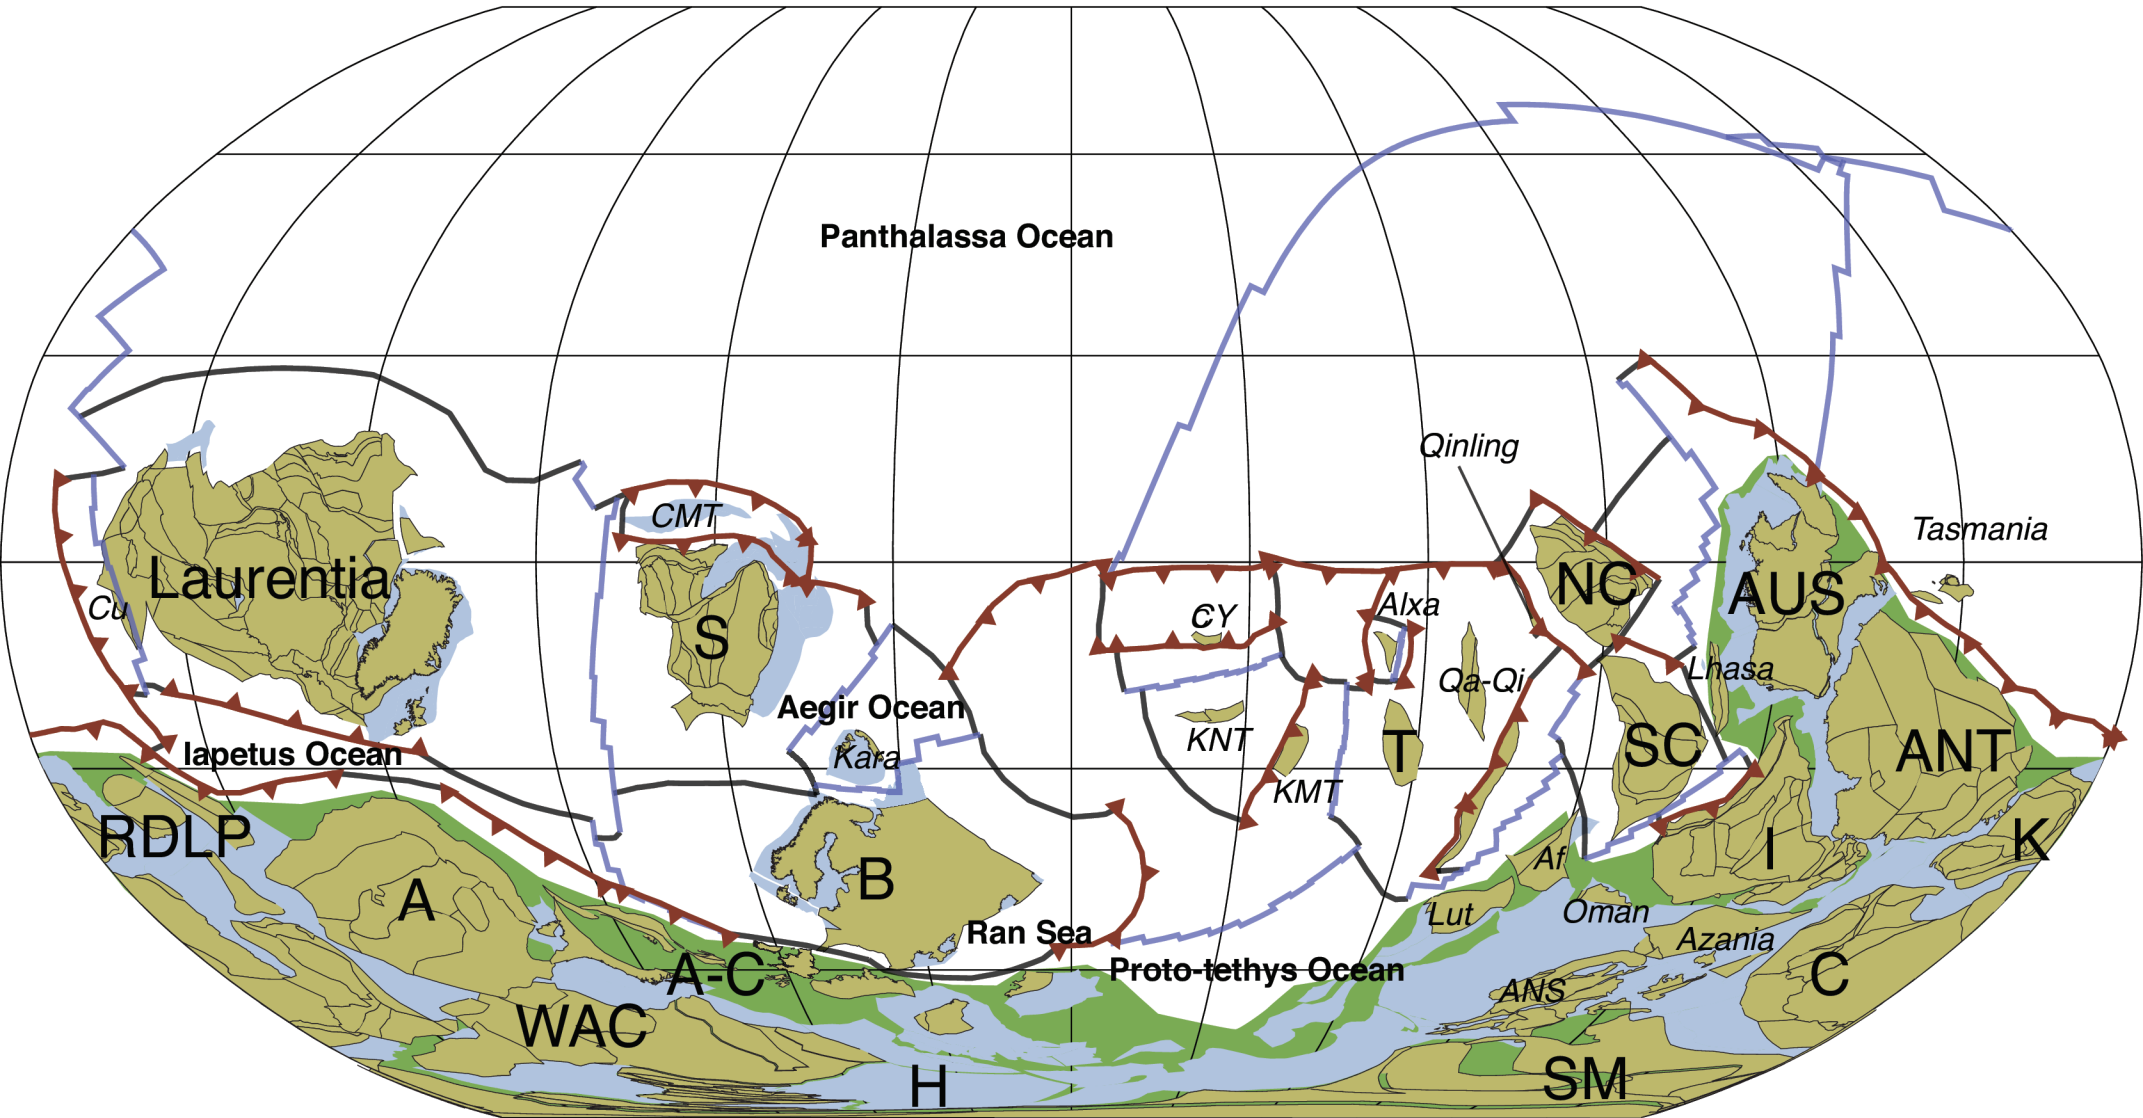 Panthalassa Ocean
Qinling
CMT
Tasmania
Laurentia
NC
AUS
Cu
CY
Alxa
S
Lhasa
Qa-Qi
Aegir Ocean
KNT
T
SC
ANT
Iapetus Ocean
Kara
KMT
RDLP
K
I
Af
B
A
Lut
Oman
Ran Sea
Azania
A-C
Proto-tethys Ocean
C
ANS
WAC
SM
H